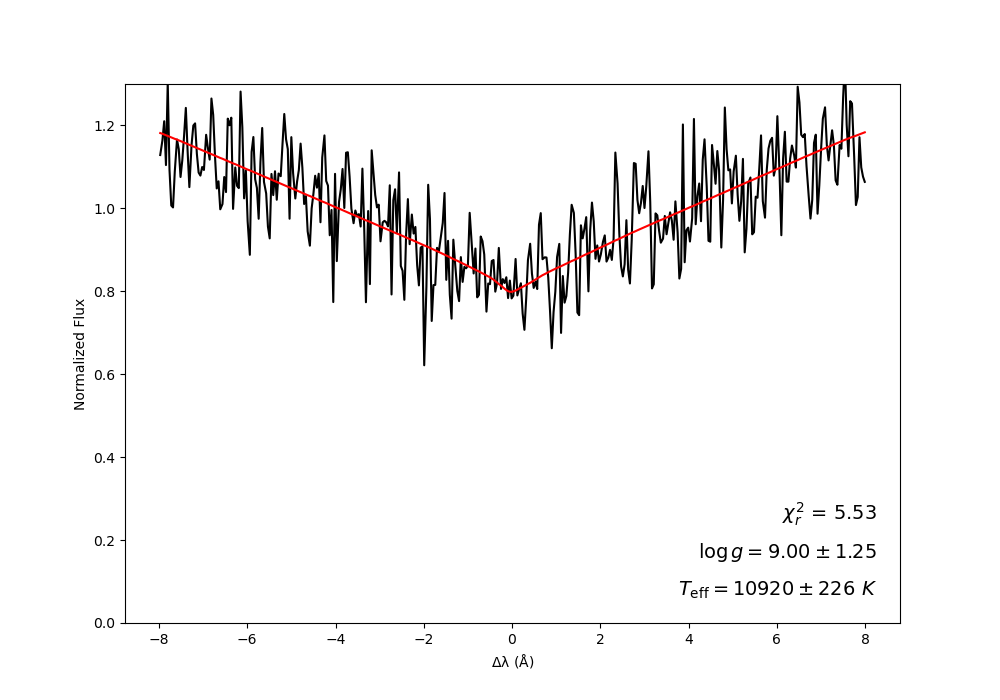 1.2
1.0
0.8
0.6
0.4
0.2
0.0
Normalized Flux
χ²ᵣ = 5.53
log g = 9.00 ± 1.25
T_eff = 10920 ± 226 K
−8 −6 −4 −2 0 2 4 6 8
Δλ (Å)